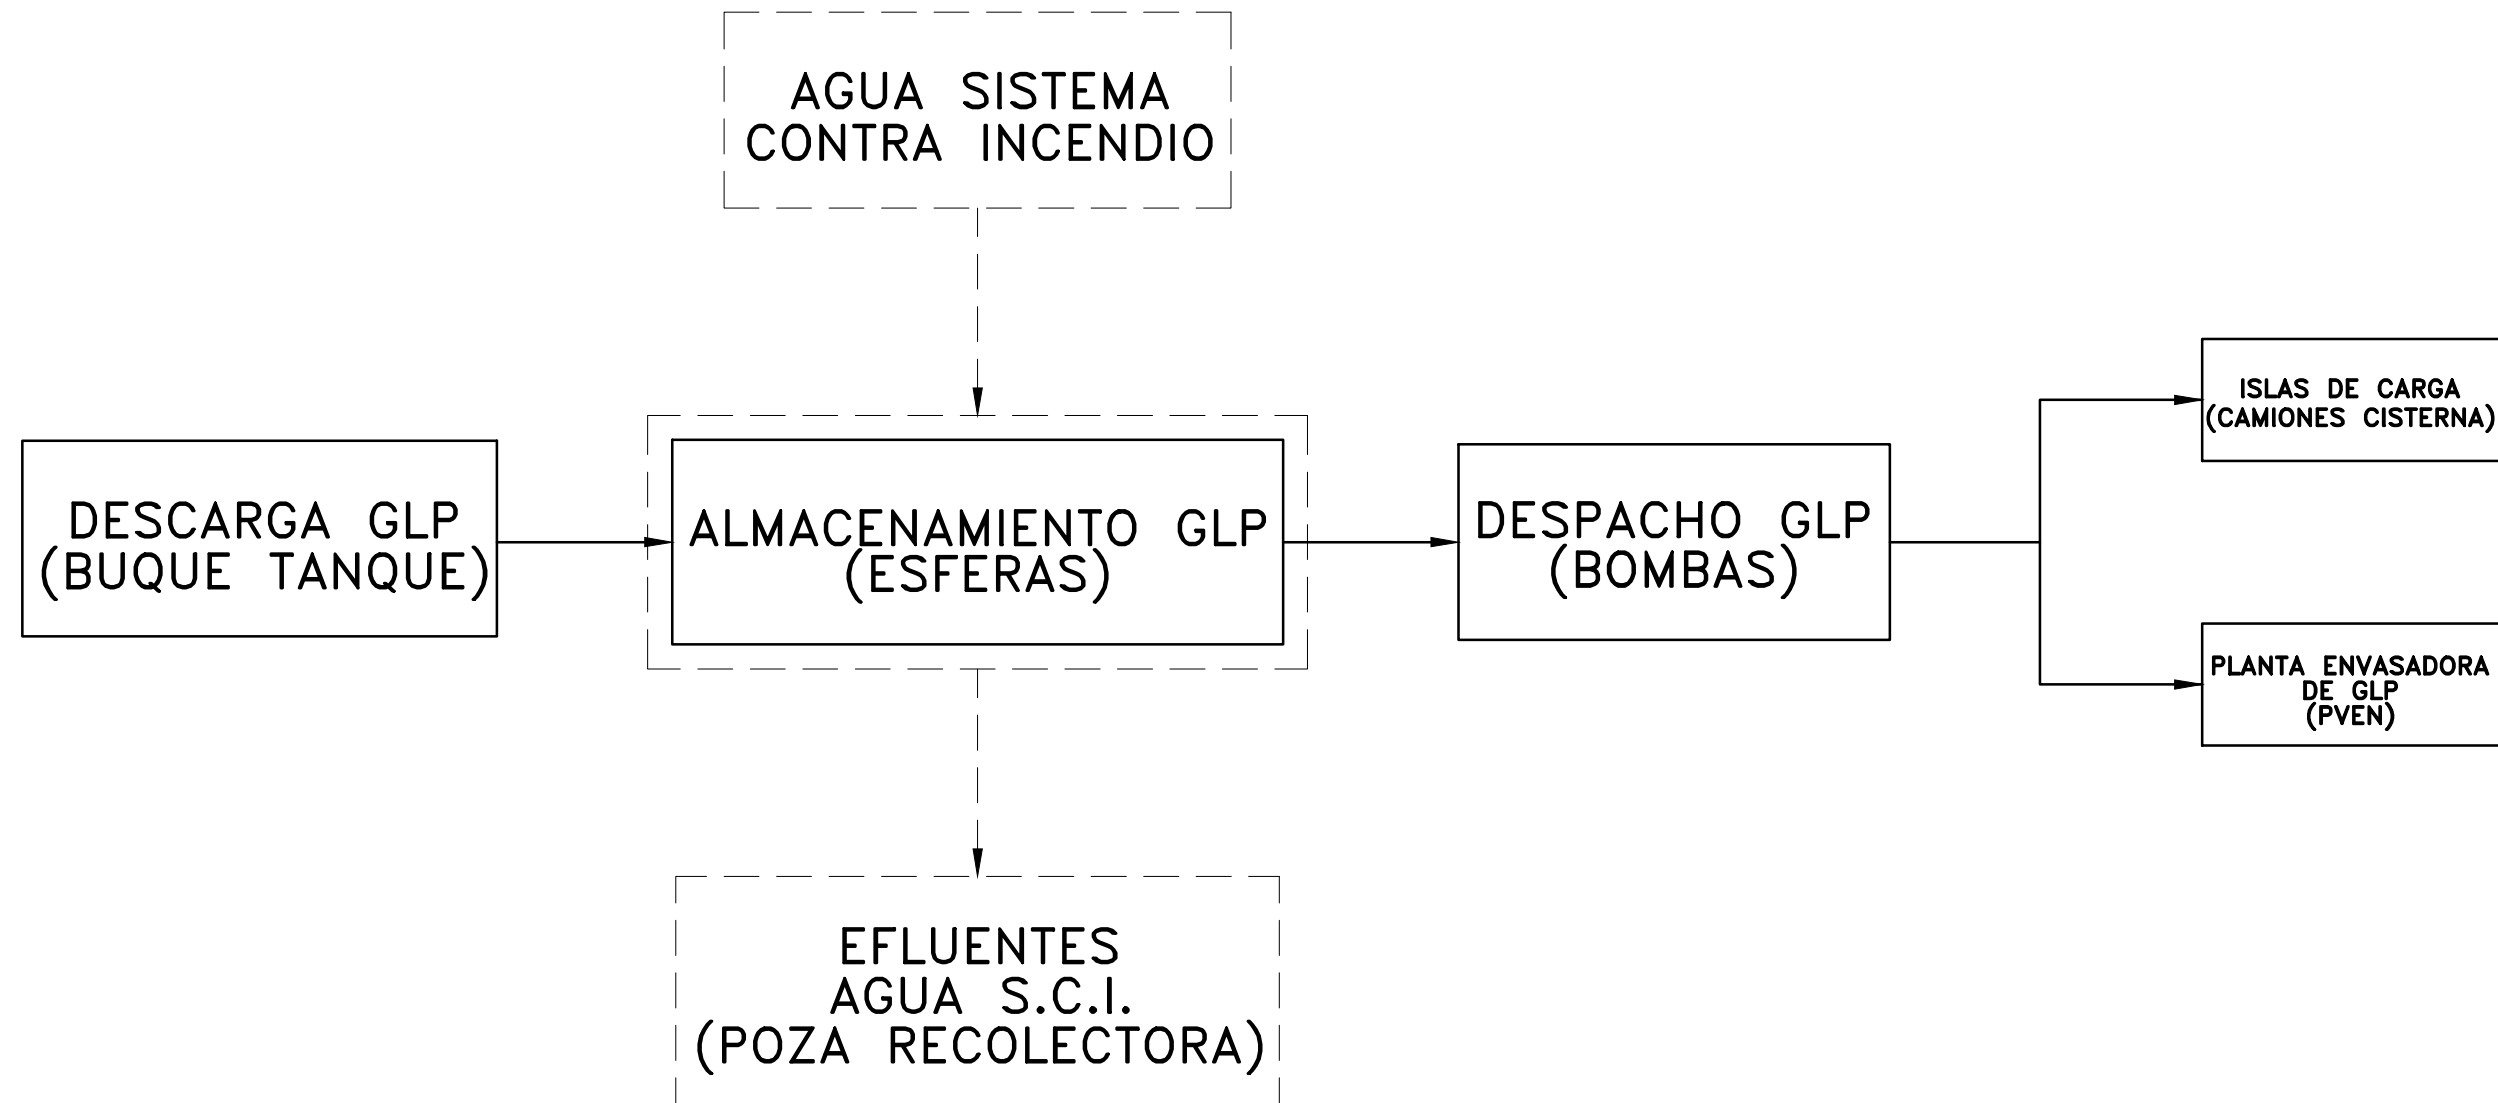 AGUA SISTEMA
CONTRA INCENDIO
DESCARGA GLP
(BUQUE TANQUE)
ALMACENAMIENTO GLP
(ESFERAS)
DESPACHO GLP
(BOMBAS)
ISLAS DE CARGA
(CAMIONES CISTERNA)
PLANTA ENVASADORA
DE GLP
(PVEN)
EFLUENTES
AGUA S.C.I.
(POZA RECOLECTORA)